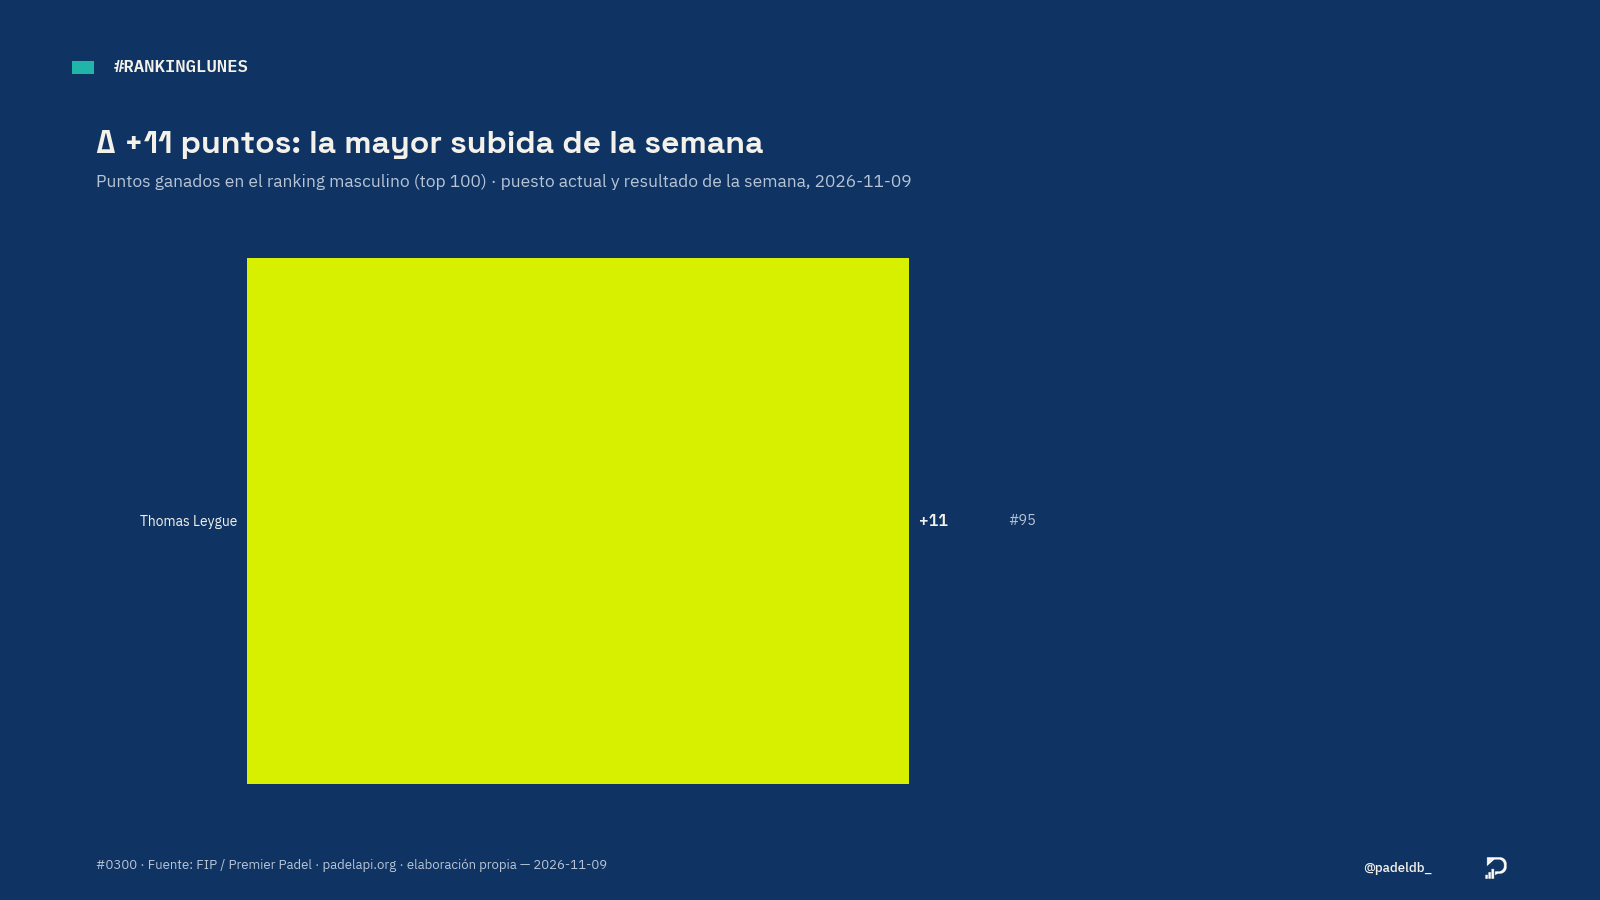 #RANKINGLUNES
Δ +11 puntos: la mayor subida de la semana
Puntos ganados en el ranking masculino (top 100) · puesto actual y resultado de la semana, 2026-11-09
Thomas Leygue +11 #95
#0300 · Fuente: FIP / Premier Padel · padelapi.org · elaboración propia — 2026-11-09
@padeldb_